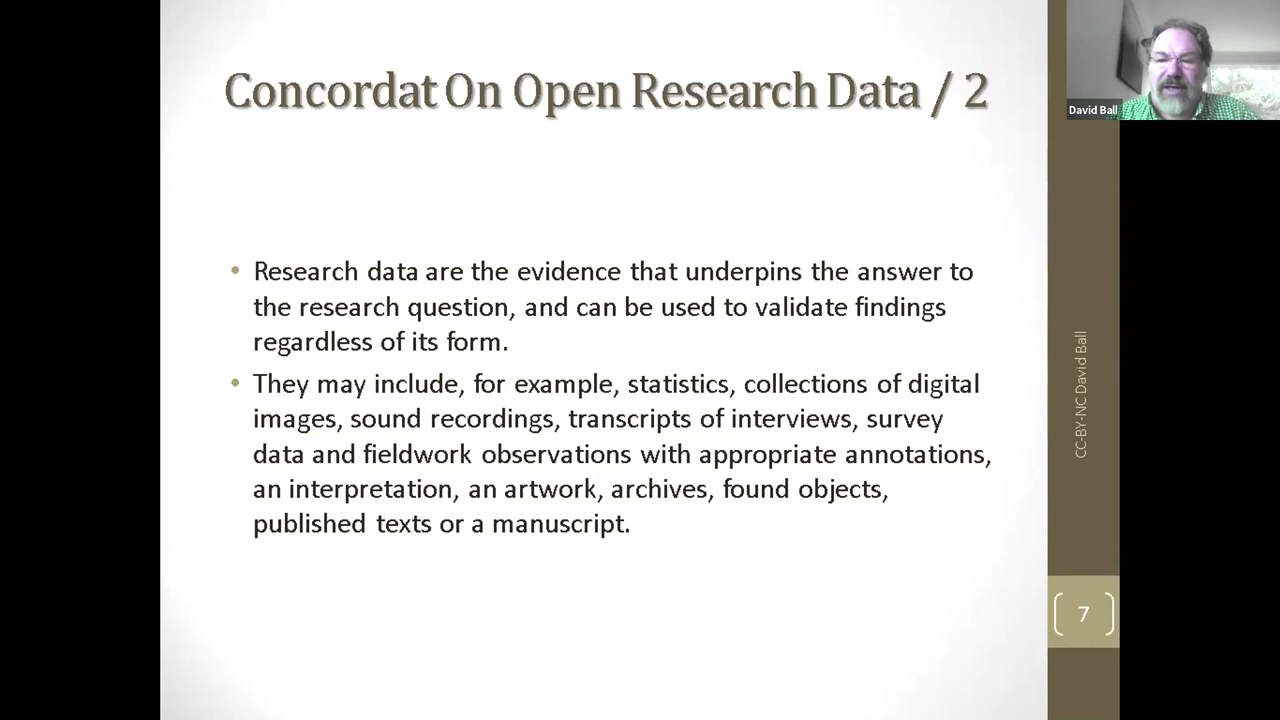 Concordat On Open Research Data / 2
David Ball
• Research data are the evidence that underpins the answer to
the research question, and can be used to validate findings
regardless of its form.
• They may include, for example, statistics, collections of digital
images, sound recordings, transcripts of interviews, survey
data and fieldwork observations with appropriate annotations,
an interpretation, an artwork, archives, found objects,
published texts or a manuscript.
CC-BY-NC David Ball
7